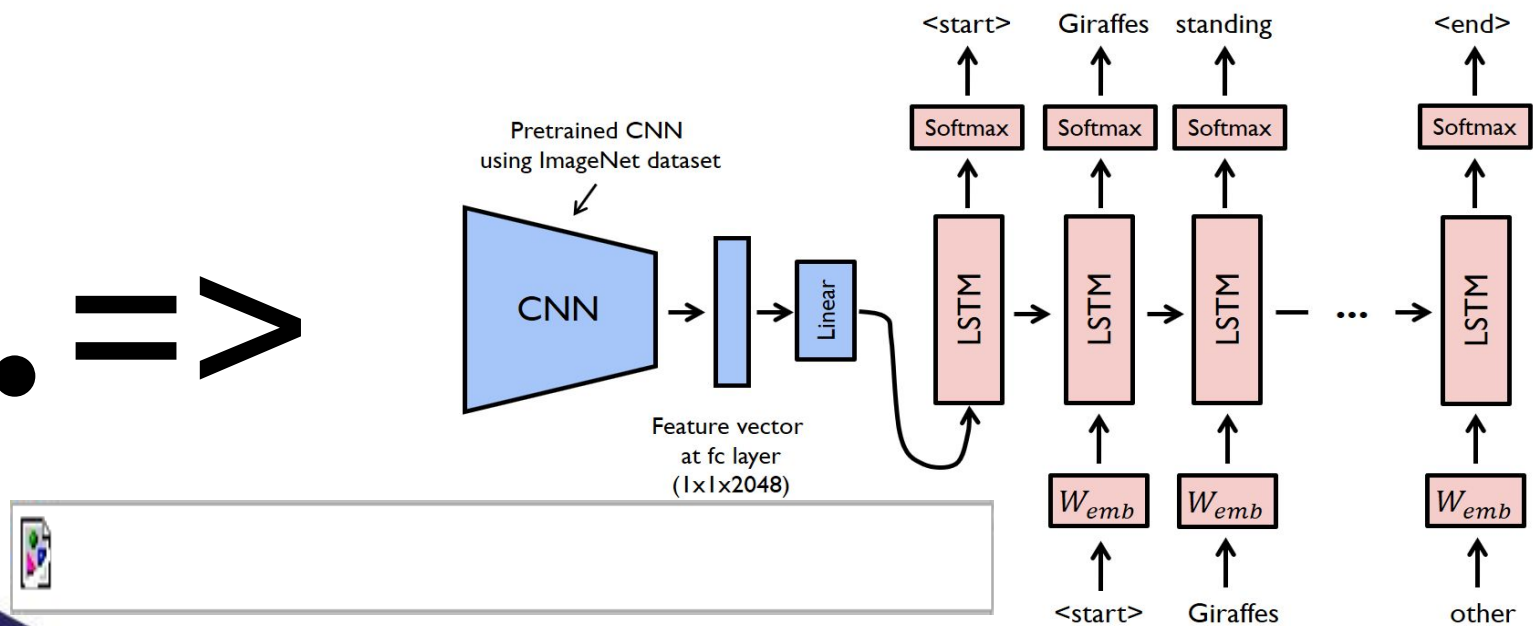 <start> Giraffes standing <end>
Softmax Softmax Softmax Softmax
Pretrained CNN
using ImageNet dataset
. =>
CNN
Linear
LSTM LSTM LSTM ... LSTM
Feature vector
at fc layer
(1x1x2048)
W_emb W_emb W_emb
<start> Giraffes other